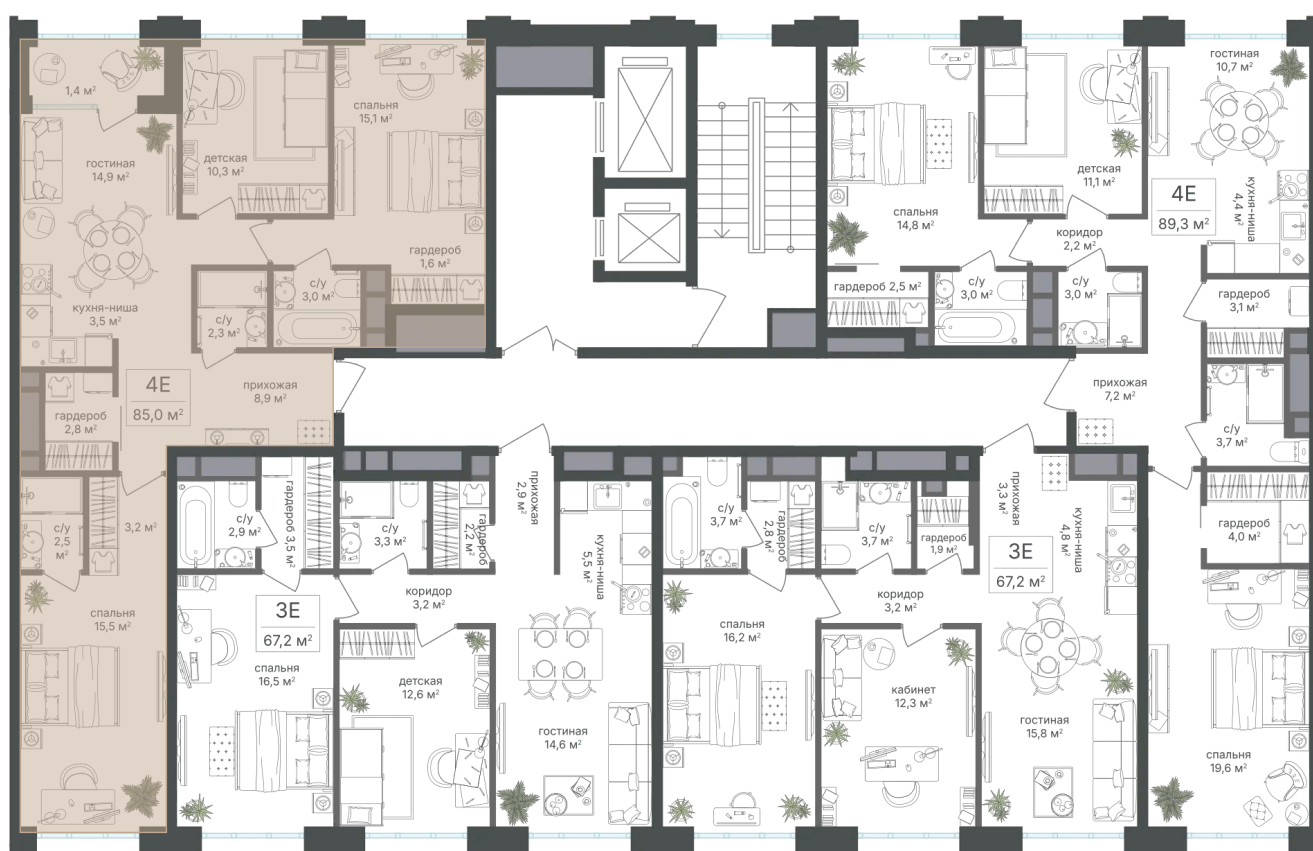 1,4 м²
гостиная
14,9 м²
детская
10,3 м²
спальня
15,1 м²
гардероб
1,6 м²
кухня-ниша
3,5 м²
с/у
2,3 м²
с/у
3,0 м²
4Е
85,0 м²
прихожая
8,9 м²
гардероб
2,8 м²
с/у
2,5
м²
3,2 м²
спальня
15,5 м²
спальня
14,8 м²
детская
11,1 м²
гостиная
10,7 м²
кухня-ниша
4,4 м²
4Е
89,3 м²
коридор
2,2 м²
гардероб 2,5 м²
с/у
3,0 м²
с/у
3,0 м²
гардероб
3,1 м²
прихожая
7,2 м²
с/у
3,7 м²
гардероб
4,0 м²
спальня
19,6 м²
с/у
2,9 м²
гардероб 3,5 м²
с/у
3,3 м²
гардероб
2,2 м²
прихожая
2,9 м²
кухня-ниша
5,5 м²
коридор
3,2 м²
3Е
67,2 м²
спальня
16,5 м²
детская
12,6 м²
гостиная
14,6 м²
с/у
3,7 м²
гардероб
2,8 м²
с/у
3,7 м²
гардероб
1,9 м²
прихожая
3,3 м²
кухня-ниша
4,8 м²
3Е
67,2 м²
коридор
3,2 м²
спальня
16,2 м²
кабинет
12,3 м²
гостиная
15,8 м²